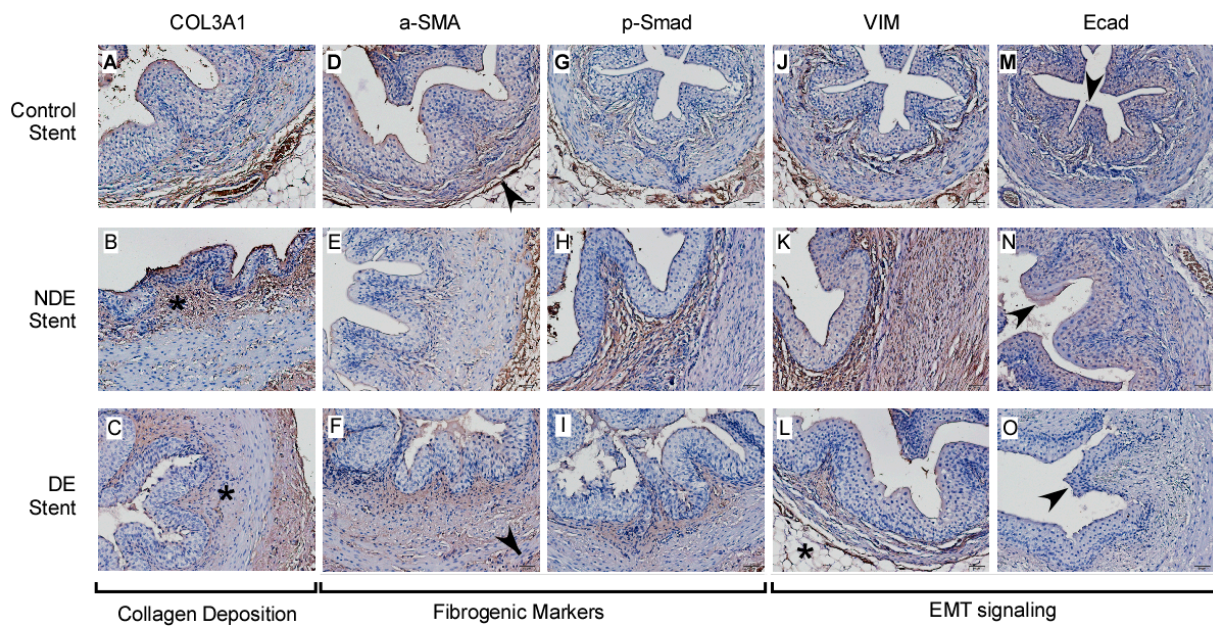 COL3A1 a-SMA p-Smad VIM Ecad
Control
Stent
A D G J M
NDE
Stent
B E H K N
DE
Stent
C F I L O
* 
*
*
Collagen Deposition Fibrogenic Markers EMT signaling